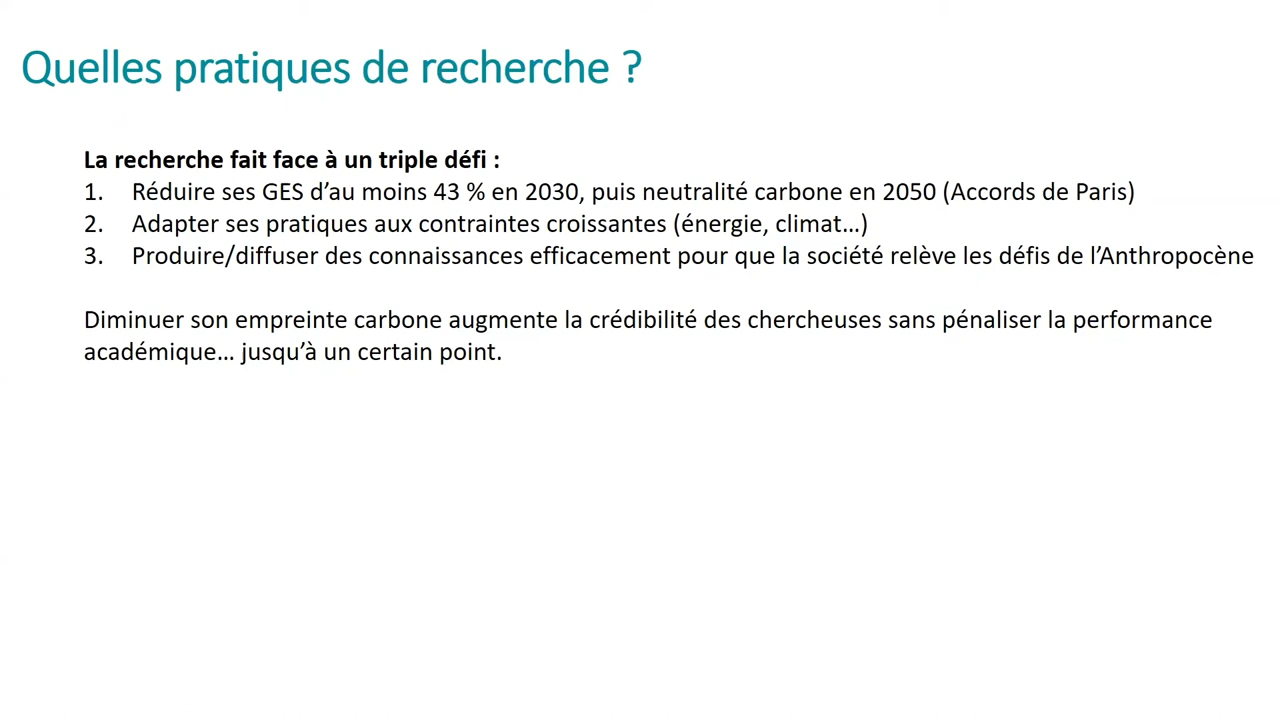 Quelles pratiques de recherche ?
La recherche fait face à un triple défi :
1. Réduire ses GES d’au moins 43 % en 2030, puis neutralité carbone en 2050 (Accords de Paris)
2. Adapter ses pratiques aux contraintes croissantes (énergie, climat…)
3. Produire/diffuser des connaissances efficacement pour que la société relève les défis de l’Anthropocène
Diminuer son empreinte carbone augmente la crédibilité des chercheuses sans pénaliser la performance
académique… jusqu’à un certain point.